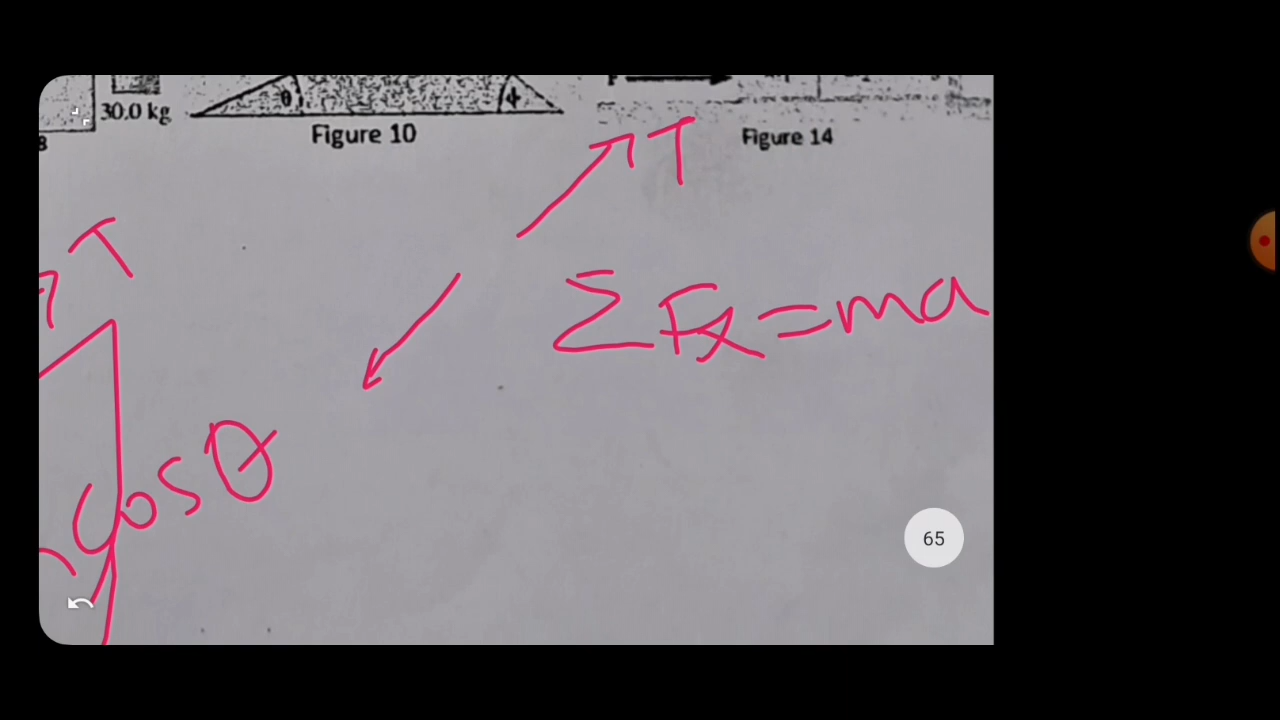 30.0 kg
θ
ϕ
Figure 10
Figure 14
T
T
ΣFx=ma
cosθ
65